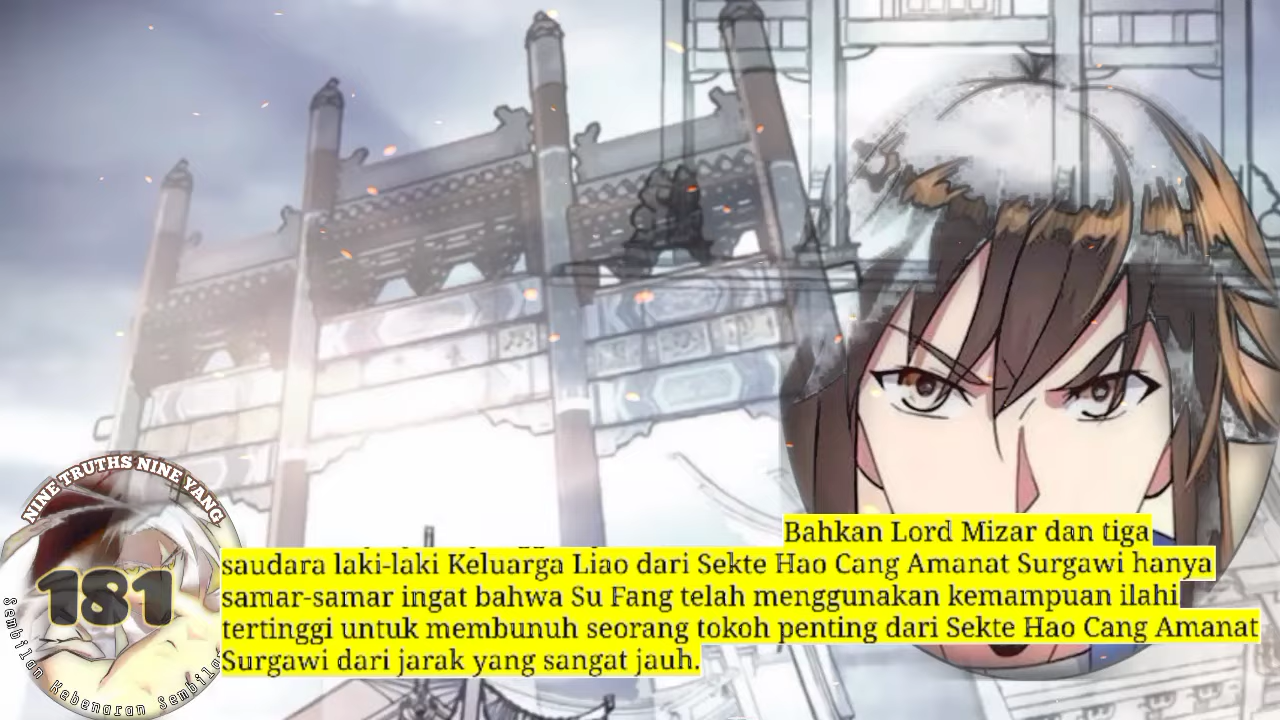 Bahkan Lord Mizar dan tiga
saudara laki-laki Keluarga Liao dari Sekte Hao Cang Amanat Surgawi hanya
samar-samar ingat bahwa Su Fang telah menggunakan kemampuan ilahi
tertinggi untuk membunuh seorang tokoh penting dari Sekte Hao Cang Amanat
Surgawi dari jarak yang sangat jauh.
NINE TRUTHS NINE YANG
181
Sembilan Kebenaran Sembilan